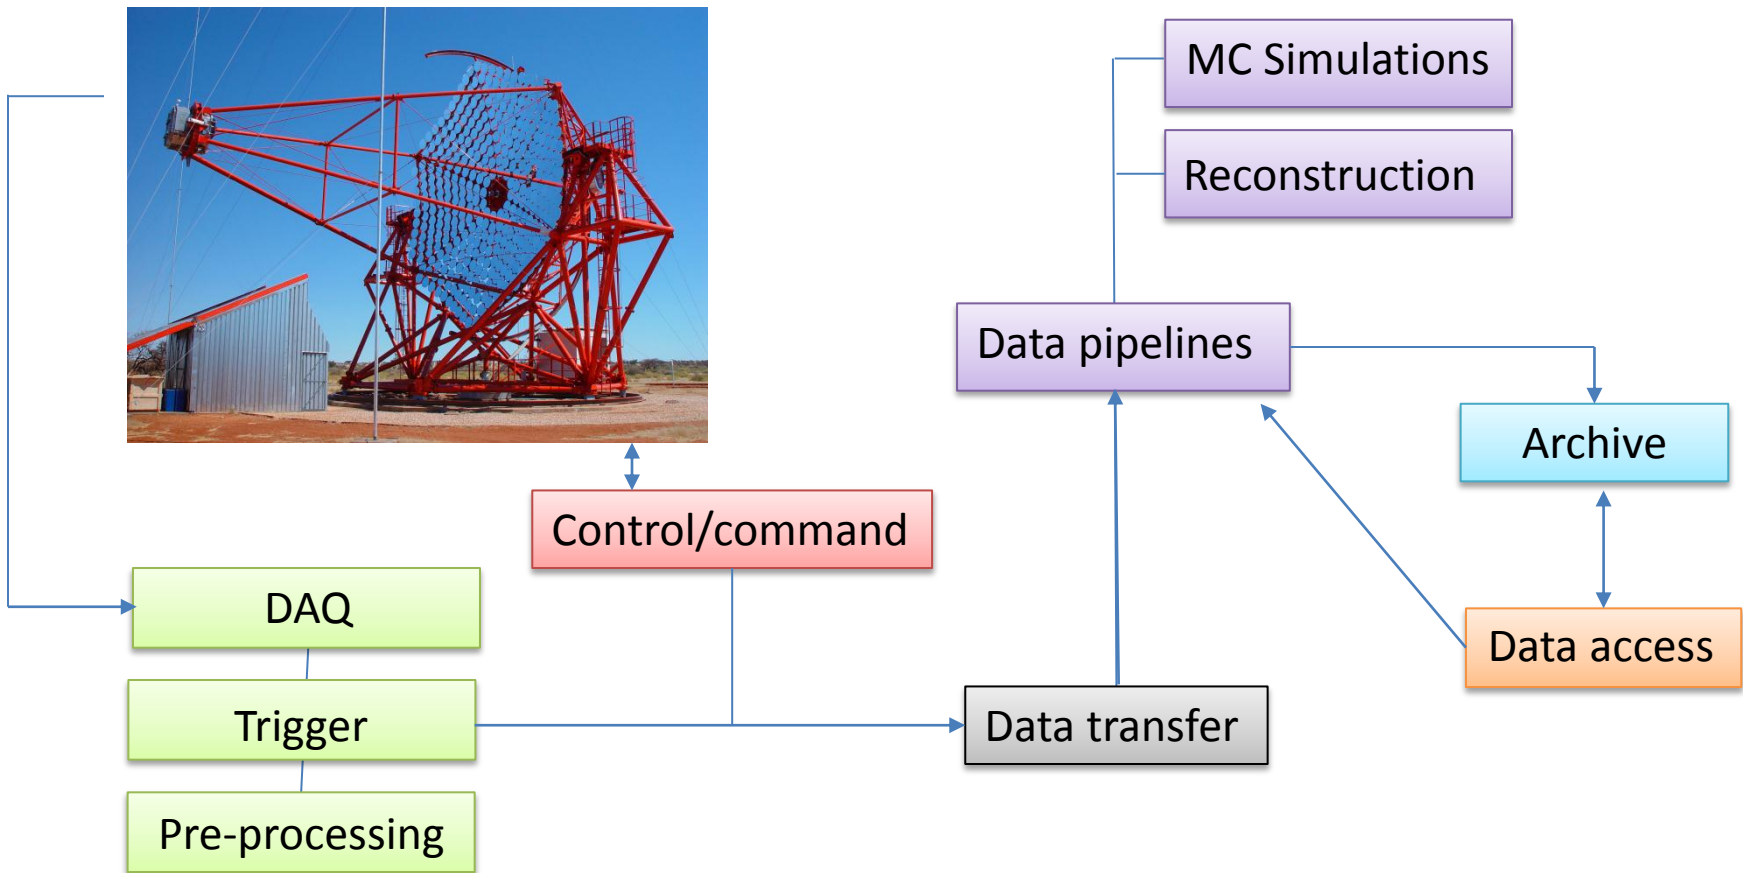 MC Simulations
Reconstruction
Data pipelines
Archive
Control/command
DAQ
Data access
Trigger
Data transfer
Pre-processing